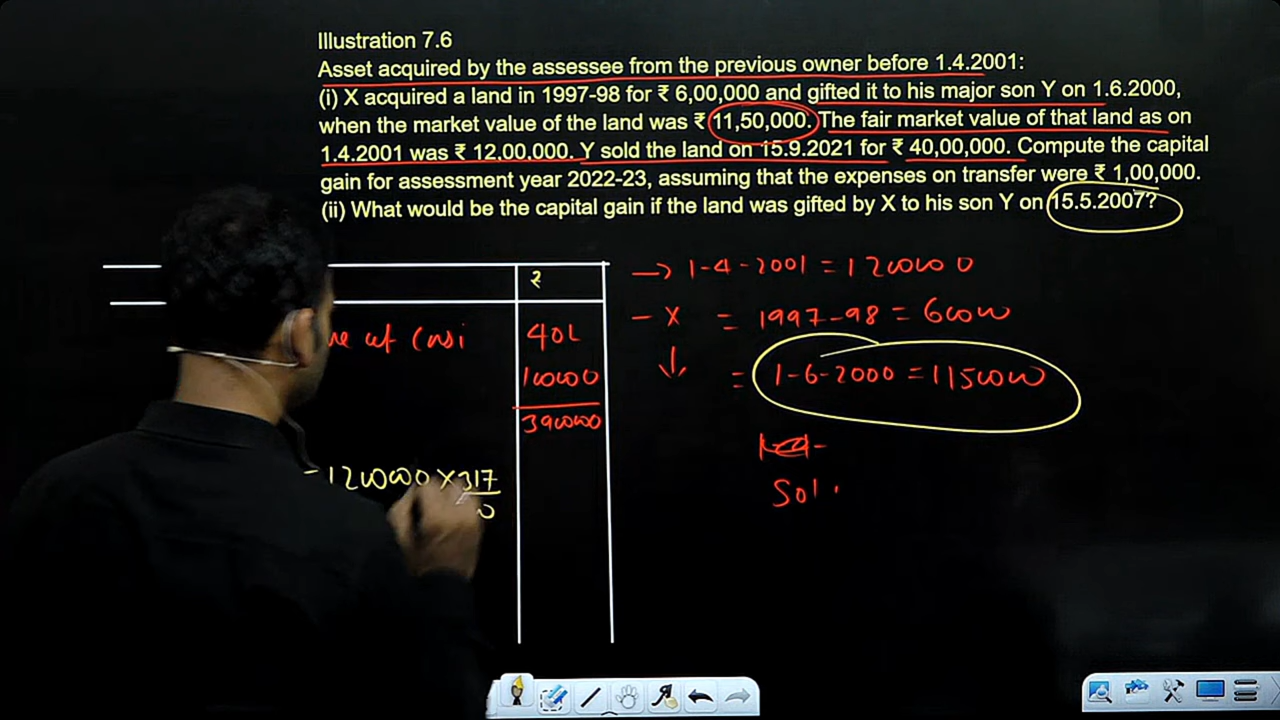 Illustration 7.6
Asset acquired by the assessee from the previous owner before 1.4.2001:
(i) X acquired a land in 1997-98 for ₹ 6,00,000 and gifted it to his major son Y on 1.6.2000,
when the market value of the land was ₹ 11,50,000. The fair market value of that land as on
1.4.2001 was ₹ 12,00,000. Y sold the land on 15.9.2021 for ₹ 40,00,000. Compute the capital
gain for assessment year 2022-23, assuming that the expenses on transfer were ₹ 1,00,000.
(ii) What would be the capital gain if the land was gifted by X to his son Y on 15.5.2007?
₹
of Consi 40L
100000
3900000
1200000 × 317
→ 1-4-2001 = 1200000
- X = 1997-98 = 600000
↓ = 1-6-2000 = 1150000
Sol.